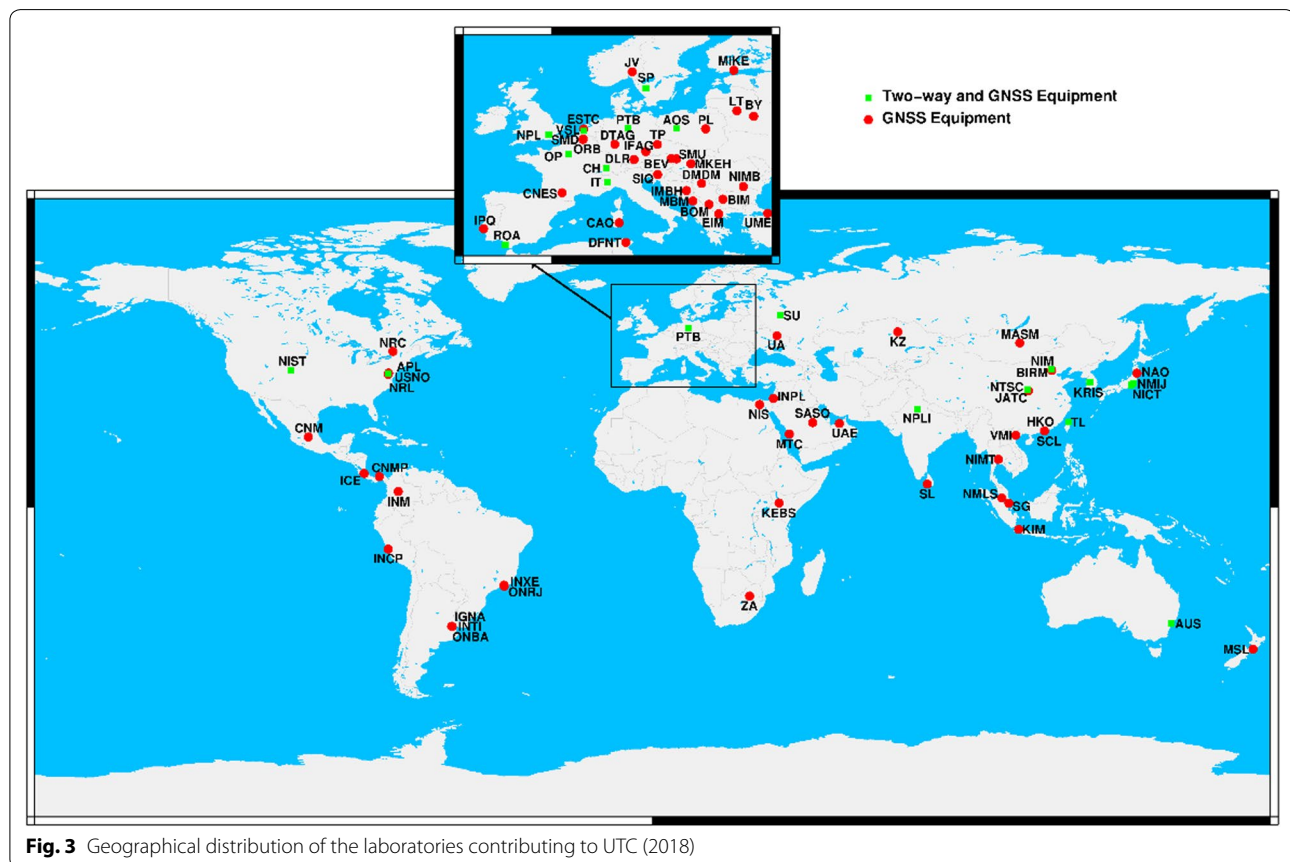 JV
MIKE
SP
LT
BY
ESTC
PTB
AOS
PL
VSL
NPL
SMD
DTAG
TP
ORB
IFAG
OP
DLR
BEV
SMU
MKEH
CH
SIQ
DMDM
NIMB
IT
IMBH
CNES
MBM
BIM
BOM
IPQ
CAO
EIM
UME
ROA
DFNT
Two-way and GNSS Equipment
GNSS Equipment
SU
PTB
UA
KZ
MASM
NRC
NIST
APL
USNO
NRL
NIM
BIRM
NAO
NTSC
JATC
KRIS
NMIJ
NICT
INPL
NIS
SASO
NPLI
MTC
UAE
HKO
TL
CNM
VMI
SCL
NIMT
CNMP
ICE
SL
INM
NMLS
SG
KEBS
KIM
INCP
INXE
ONRJ
ZA
IGNA
INTI
ONBA
AUS
MSL
Fig. 3 Geographical distribution of the laboratories contributing to UTC (2018)